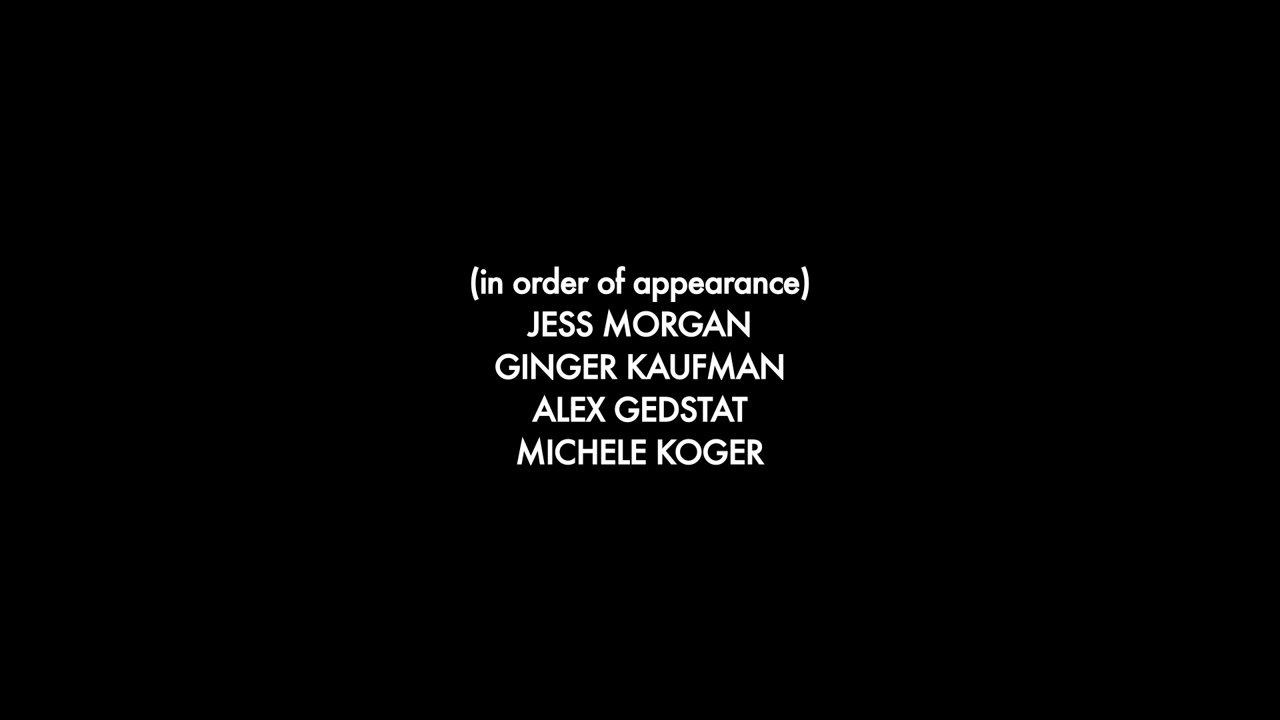 (in order of appearance)
JESS MORGAN
GINGER KAUFMAN
ALEX GEDSTAT
MICHELE KOGER